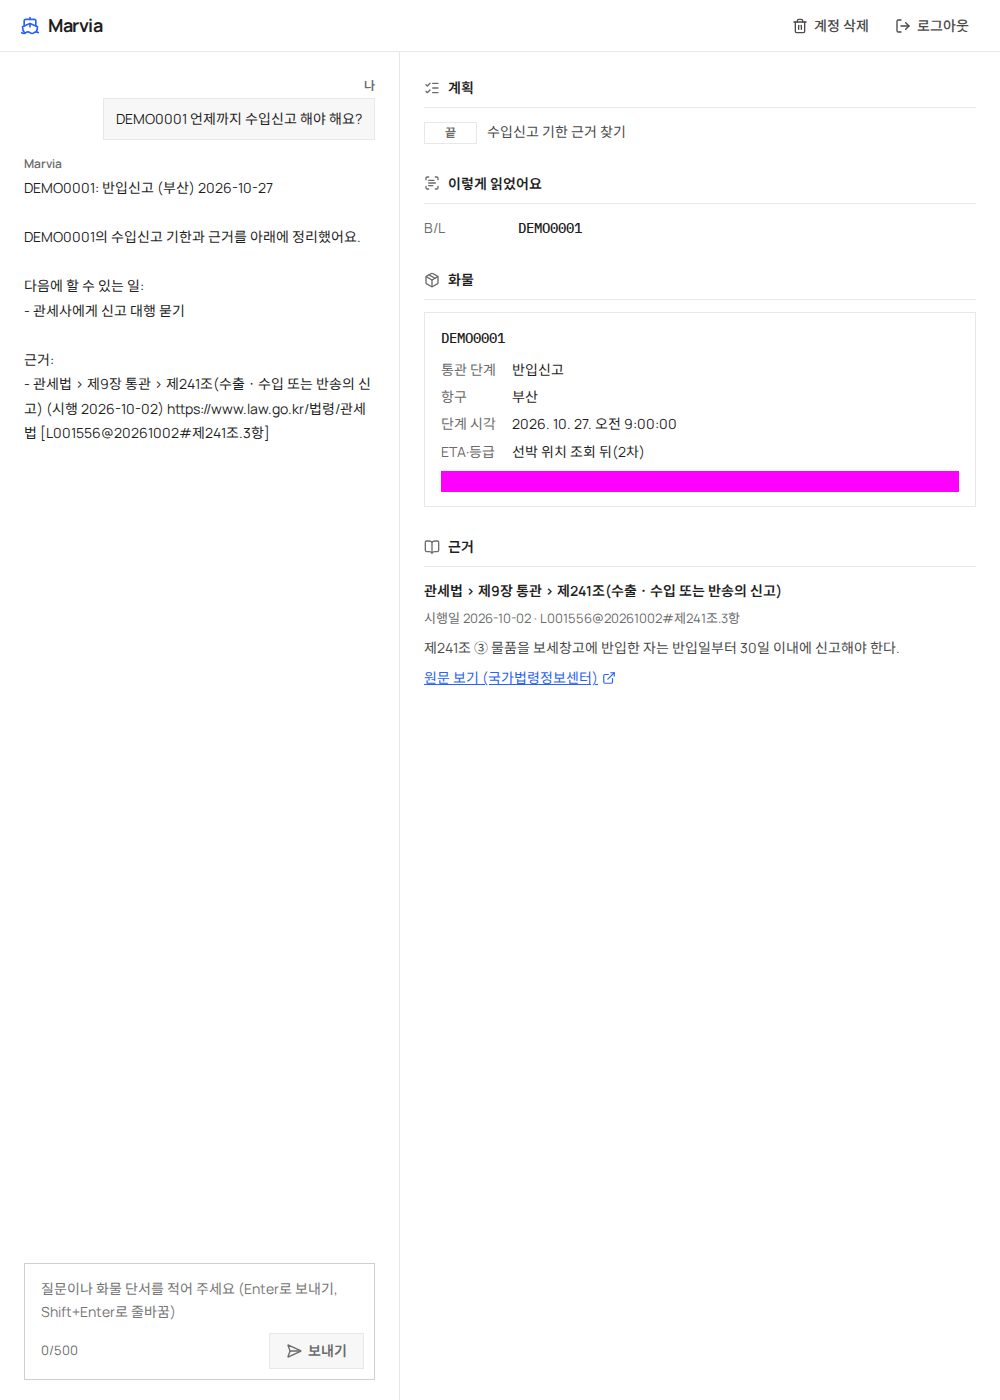 Marvia
계정 삭제
로그아웃
나
DEMO0001 언제까지 수입신고 해야 해요?
Marvia
DEMO0001: 반입신고 (부산) 2026-10-27
DEMO0001의 수입신고 기한과 근거를 아래에 정리했어요.
다음에 할 수 있는 일:
- 관세사에게 신고 대행 묻기
근거:
- 관세법 > 제9장 통관 > 제241조(수출ㆍ수입 또는 반송의 신
고) (시행 2026-10-02) https://www.law.go.kr/법령/관세
법 [L001556@20261002#제241조.3항]
질문이나 화물 단서를 적어 주세요 (Enter로 보내기,
Shift+Enter로 줄바꿈)
0/500
보내기
계획
끝 수입신고 기한 근거 찾기
이렇게 읽었어요
B/L DEMO0001
화물
DEMO0001
통관 단계 반입신고
항구 부산
단계 시각 2026. 10. 27. 오전 9:00:00
ETA·등급 선박 위치 조회 뒤(2차)
근거
관세법 > 제9장 통관 > 제241조(수출ㆍ수입 또는 반송의 신고)
시행일 2026-10-02 · L001556@20261002#제241조.3항
제241조 ③ 물품을 보세창고에 반입한 자는 반입일부터 30일 이내에 신고해야 한다.
원문 보기 (국가법령정보센터)